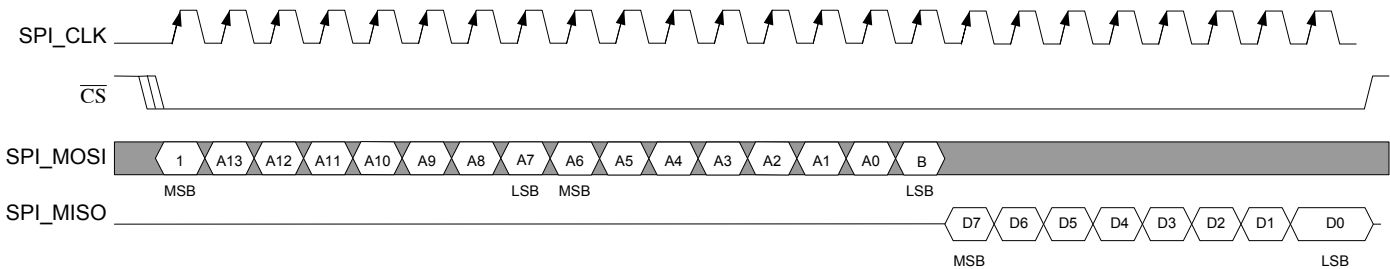 SPI_CLK
CS
SPI_MOSI 1 A13 A12 A11 A10 A9 A8 A7 A6 A5 A4 A3 A2 A1 A0 B
MSB LSB MSB LSB
SPI_MISO D7 D6 D5 D4 D3 D2 D1 D0
MSB LSB